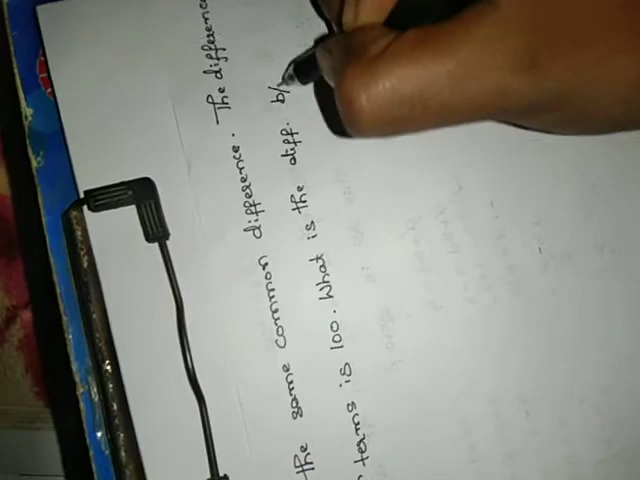 the same common difference. The difference
terms is 100. What is the diff. b/